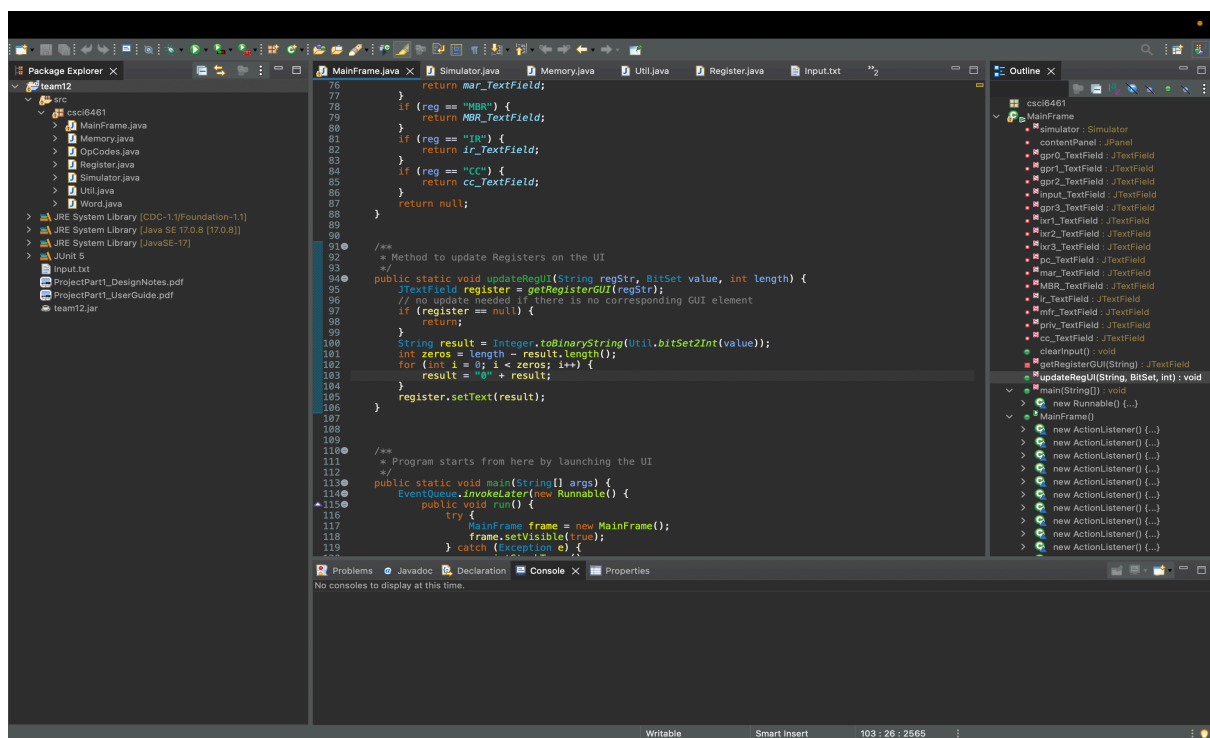 Package Explorer
team12
src
csci6461
MainFrame.java
Memory.java
OpCodes.java
Register.java
Simulator.java
Util.java
Word.java
JRE System Library [CDC-1.1/Foundation-1.1]
JRE System Library [Java SE 17.0.8 [17.0.8]]
JRE System Library [JavaSE-17]
JUnit 5
Input.txt
ProjectPart1_DesignNotes.pdf
ProjectPart1_UserGuide.pdf
team12.jar
MainFrame.java Simulator.java Memory.java Util.java Register.java Input.txt »2
76 return mar_TextField;
77 }
78 if (reg == "MBR") {
79 return MBR_TextField;
80 }
81 if (reg == "IR") {
82 return ir_TextField;
83 }
84 if (reg == "CC") {
85 return cc_TextField;
86 }
87 return null;
88 }
89
90
91 /**
92 * Method to update Registers on the UI
93 */
94 public static void updateRegUI(String regStr, BitSet value, int length) {
95 JTextField register = getRegisterGUI(regStr);
96 // no update needed if there is no corresponding GUI element
97 if (register == null) {
98 return;
99 }
100 String result = Integer.toBinaryString(Util.bitSet2Int(value));
101 int zeros = length - result.length();
102 for (int i = 0; i < zeros; i++) {
103 result = "0" + result;
104 }
105 register.setText(result);
106 }
107
108
109
110 /**
111 * Program starts from here by launching the UI
112 */
113 public static void main(String[] args) {
114 EventQueue.invokeLater(new Runnable() {
115 public void run() {
116 try {
117 MainFrame frame = new MainFrame();
118 frame.setVisible(true);
119 } catch (Exception e) {
Outline
csci6461
MainFrame
simulator : Simulator
contentPanel : JPanel
gpr0_TextField : JTextField
gpr1_TextField : JTextField
gpr2_TextField : JTextField
input_TextField : JTextField
gpr3_TextField : JTextField
ixr1_TextField : JTextField
ixr2_TextField : JTextField
ixr3_TextField : JTextField
pc_TextField : JTextField
mar_TextField : JTextField
MBR_TextField : JTextField
ir_TextField : JTextField
mfr_TextField : JTextField
priv_TextField : JTextField
cc_TextField : JTextField
clearInput() : void
getRegisterGUI(String) : JTextField
updateRegUI(String, BitSet, int) : void
main(String[]) : void
new Runnable() {...}
MainFrame()
new ActionListener() {...}
new ActionListener() {...}
new ActionListener() {...}
new ActionListener() {...}
new ActionListener() {...}
new ActionListener() {...}
new ActionListener() {...}
new ActionListener() {...}
new ActionListener() {...}
new ActionListener() {...}
Problems Javadoc Declaration Console Properties
No consoles to display at this time.
Writable Smart Insert 103 : 26 : 2565